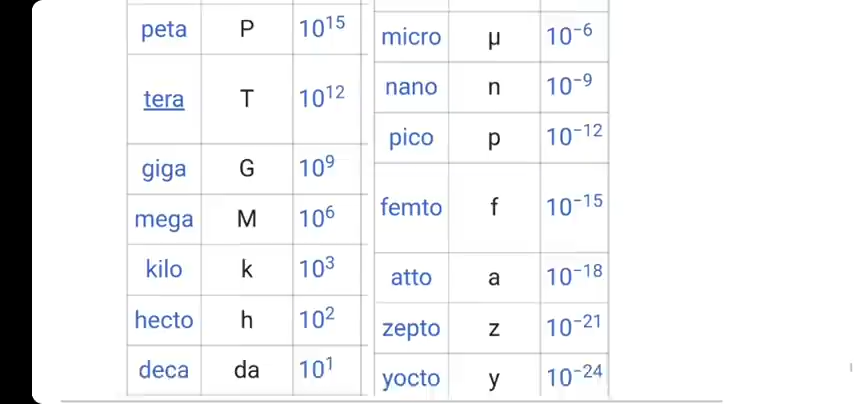 peta P 10¹⁵
tera T 10¹²
giga G 10⁹
mega M 10⁶
kilo k 10³
hecto h 10²
deca da 10¹
micro μ 10⁻⁶
nano n 10⁻⁹
pico p 10⁻¹²
femto f 10⁻¹⁵
atto a 10⁻¹⁸
zepto z 10⁻²¹
yocto y 10⁻²⁴